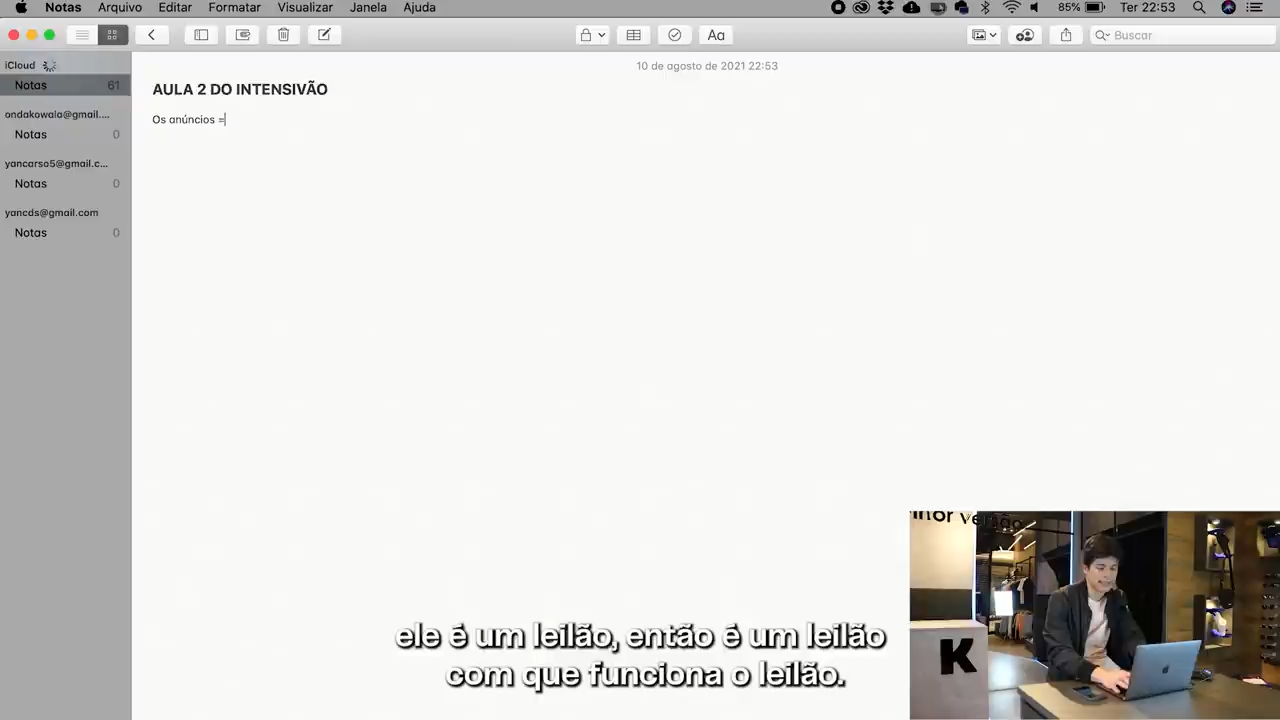 Notas Arquivo Editar Formatar Visualizar Janela Ajuda 85% Ter 22:53
Aa Buscar
iCloud
Notas 61
ondakowala@gmail....
Notas 0
yancarso5@gmail.c...
Notas 0
yancds@gmail.com
Notas 0
10 de agosto de 2021 22:53
AULA 2 DO INTENSIVÃO
Os anúncios =
lhor versão
K
ele é um leilão, então é um leilão
com que funciona o leilão.